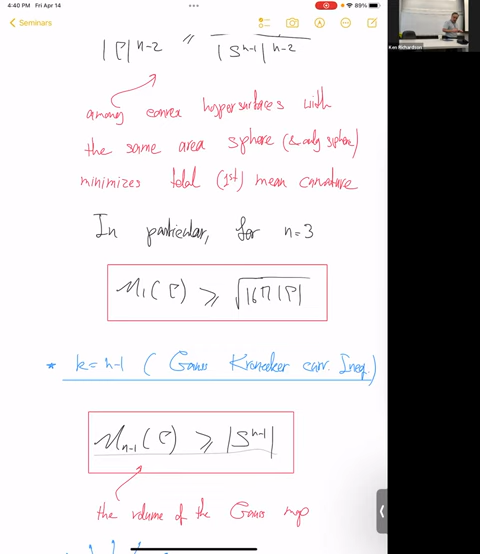 4:40 PM Fri Apr 14
89%
Seminars
Ken Richardson
|Γ|^{n-2} = |S^{n-1}|^{n-2}
among convex hypersurfaces with
the same area sphere (& only sphere)
minimizes total (1st) mean curvature
In particular, for n=3
M_1(Γ) ≥ √16π|Γ|
* k=n-1 (Gauss Kronecker curv. Ineq.)
M_{n-1}(Γ) ≥ |S^{n-1}|
the volume of the Gauss map